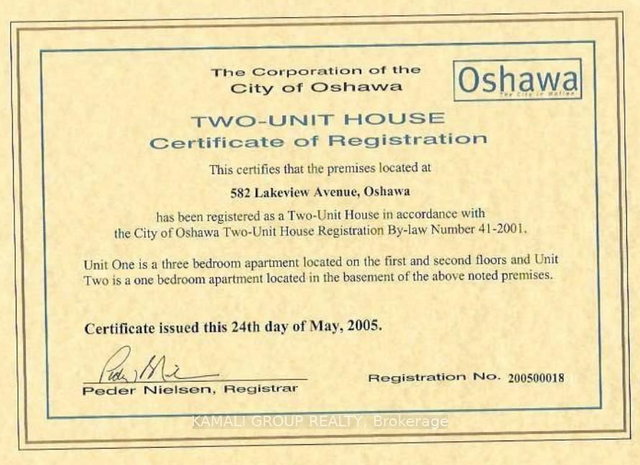 The Corporation of the
City of Oshawa
Oshawa
The City in Motion
TWO-UNIT HOUSE
Certificate of Registration
This certifies that the premises located at
582 Lakeview Avenue, Oshawa
has been registered as a Two-Unit House in accordance with
the City of Oshawa Two-Unit House Registration By-law Number 41-2001.
Unit One is a three bedroom apartment located on the first and second floors and Unit
Two is a one bedroom apartment located in the basement of the above noted premises.
Certificate issued this 24th day of May, 2005.
Peder Nielsen, Registrar
Registration No. 200500018
KAMALI GROUP REALTY, Brokerage